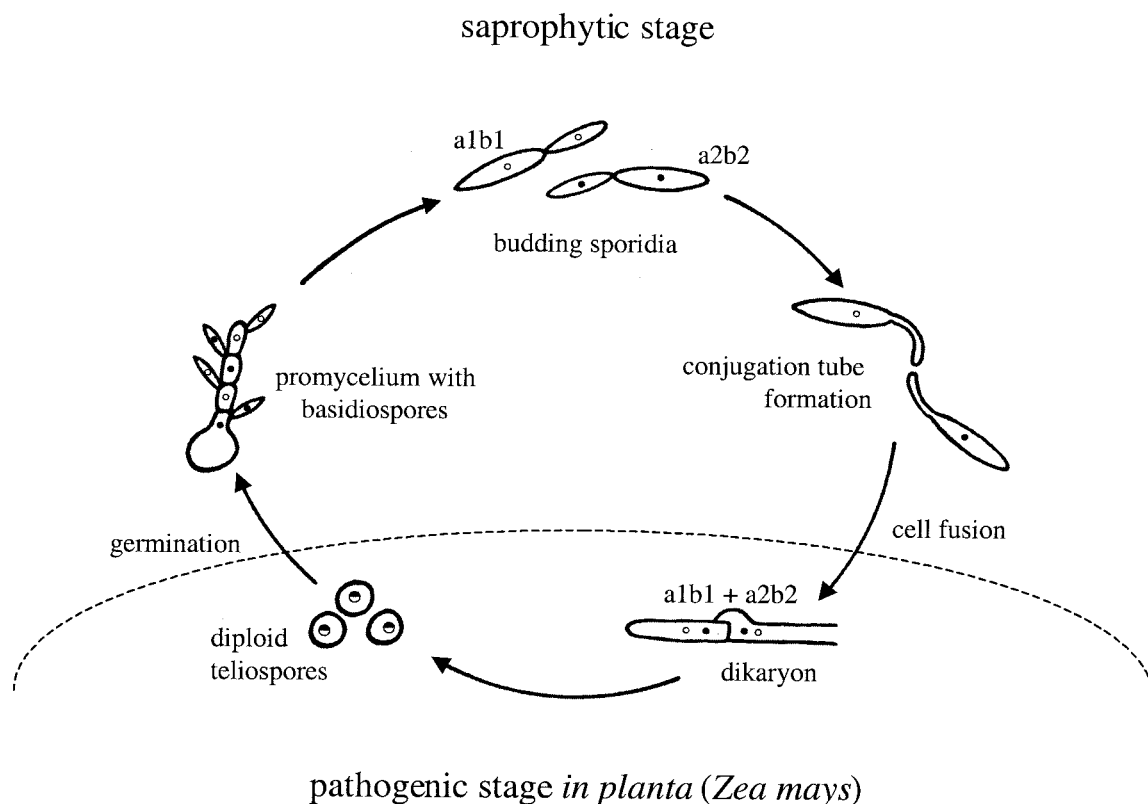 saprophytic stage
a1b1
a2b2
budding sporidia
promycelium with
basidiospores
conjugation tube
formation
germination
cell fusion
a1b1 + a2b2
diploid
teliospores
dikaryon
pathogenic stage in planta (Zea mays)